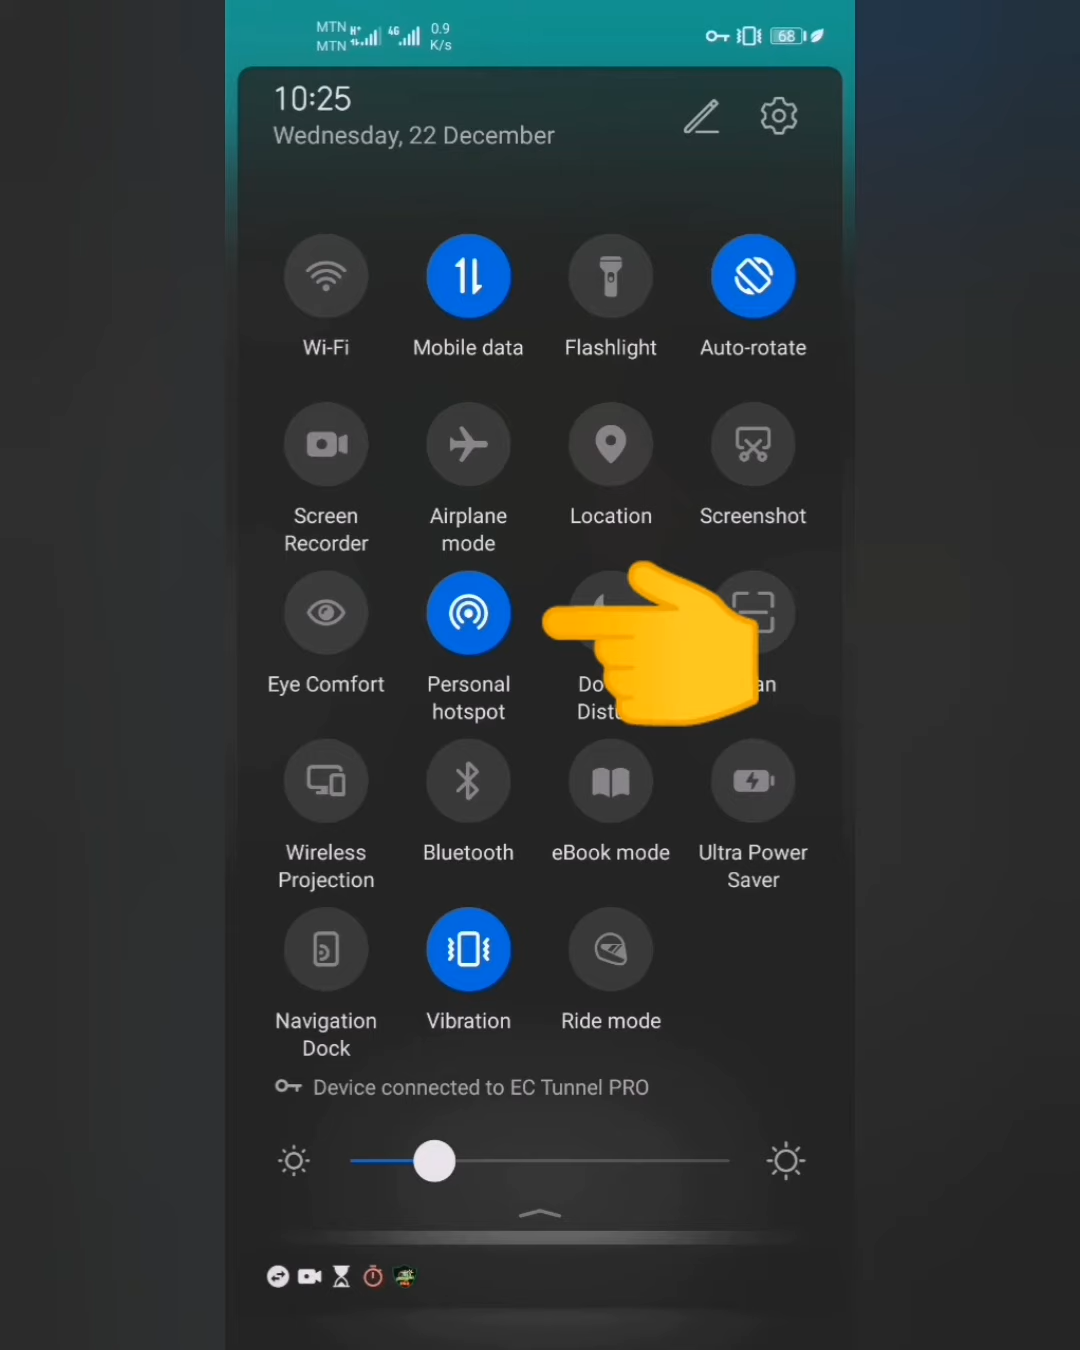 MTN H+ 4G 0.9
MTN K/s
68
10:25
Wednesday, 22 December
Wi-Fi
Mobile data
Flashlight
Auto-rotate
Screen
Recorder
Airplane
mode
Location
Screenshot
Eye Comfort
Personal
hotspot
Wireless
Projection
Bluetooth
eBook mode
Ultra Power
Saver
Navigation
Dock
Vibration
Ride mode
Device connected to EC Tunnel PRO